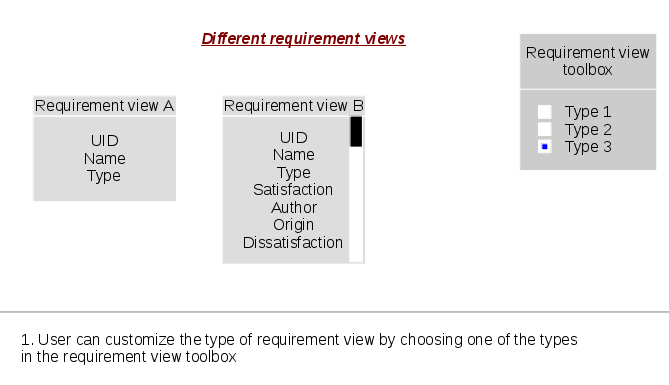 Different requirement views
Requirement view
toolbox
Type 1
Type 2
Type 3
Requirement view A
UID
Name
Type
Requirement view B
UID
Name
Type
Satisfaction
Author
Origin
Dissatisfaction
1. User can customize the type of requirement view by choosing one of the types
in the requirement view toolbox